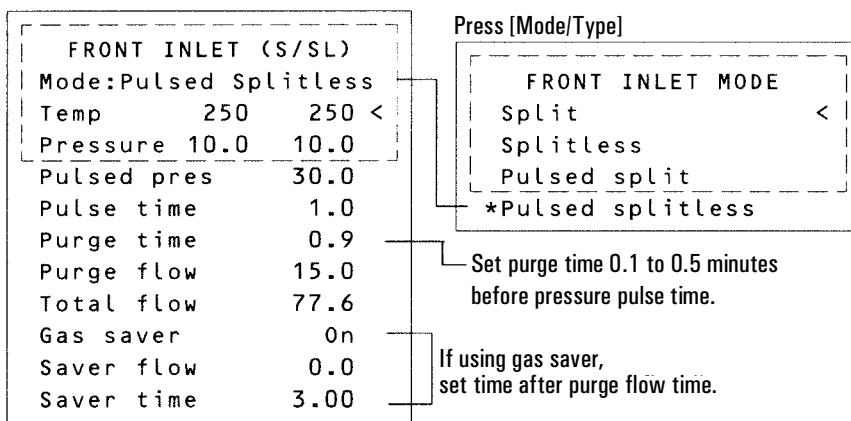 FRONT INLET (S/SL)
Mode:Pulsed Splitless
Temp 250 250 <
Pressure 10.0 10.0
Pulsed pres 30.0
Pulse time 1.0
Purge time 0.9
Purge flow 15.0
Total flow 77.6
Gas saver On
Saver flow 0.0
Saver time 3.00
Press [Mode/Type]
FRONT INLET MODE
Split <
Splitless
Pulsed split
*Pulsed splitless
Set purge time 0.1 to 0.5 minutes
before pressure pulse time.
If using gas saver,
set time after purge flow time.